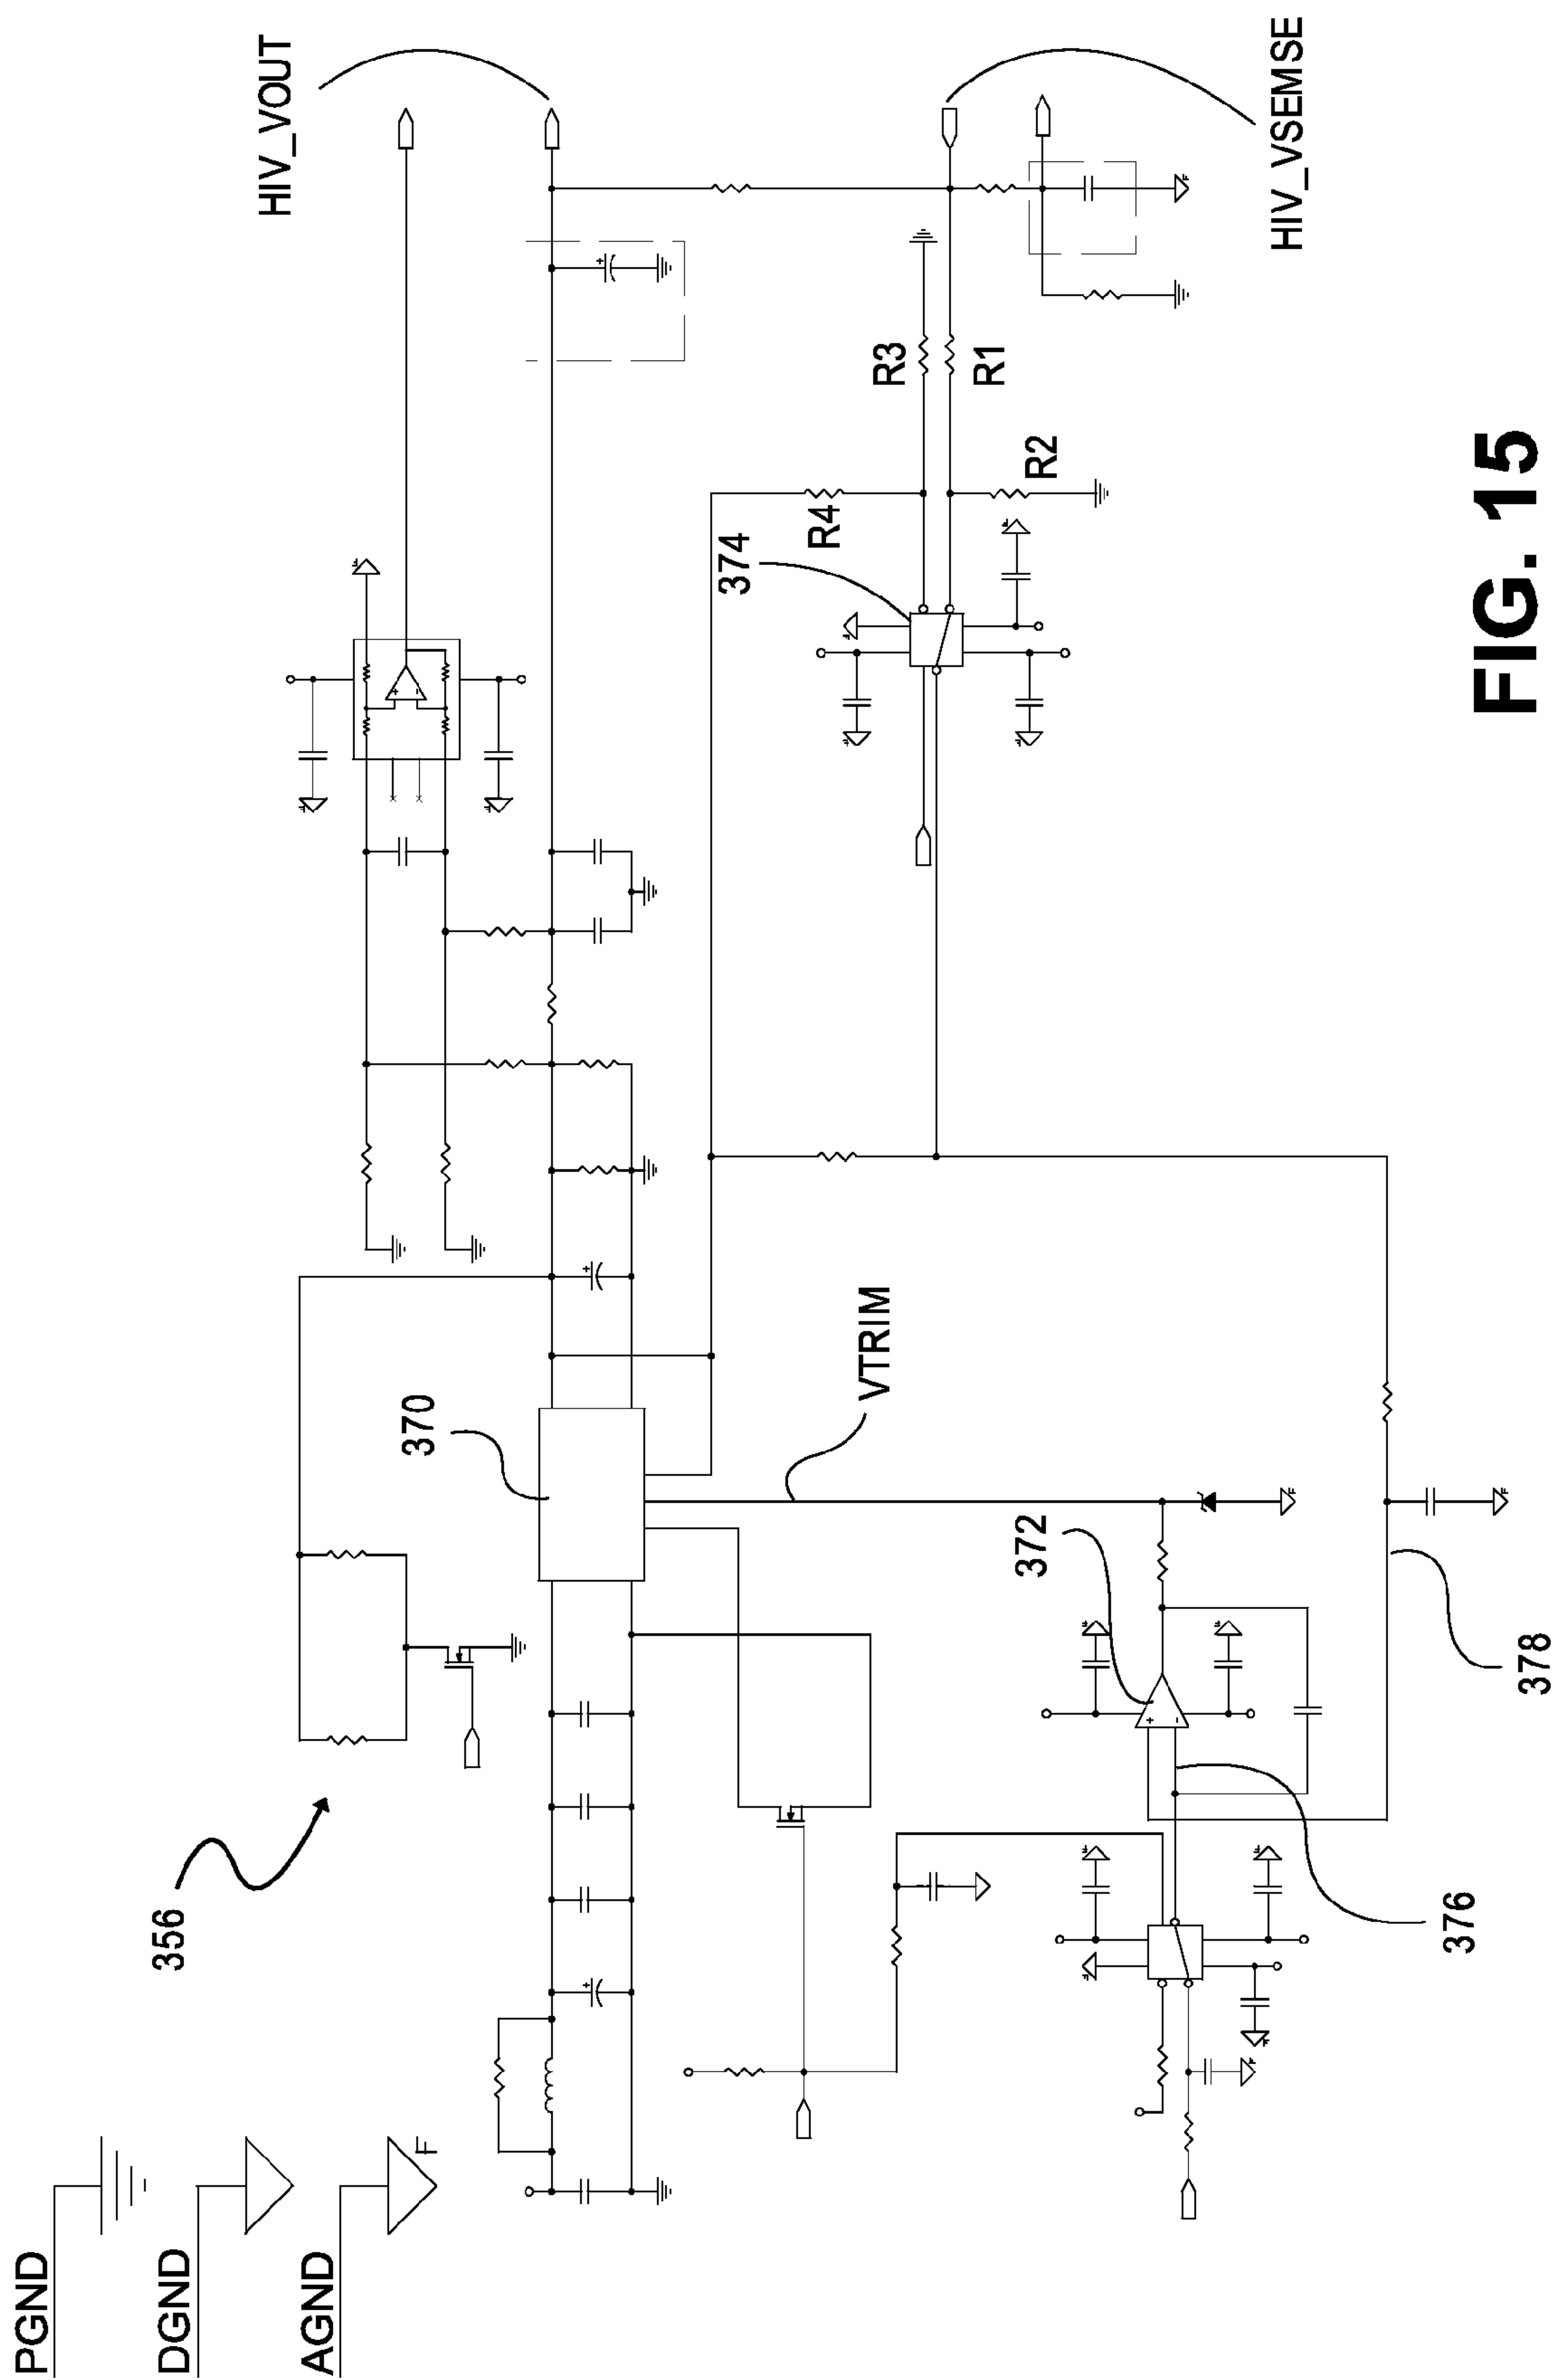 PGND
DGND
AGND
F
356
HIV_VOUT
370
VTRIM
372
374
R4
R3
R1
R2
HIV_VSEMSE
376
378
FIG. 15